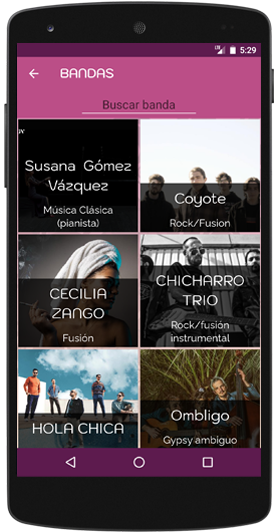 5:29
BANDAS
Buscar banda
Susana Gómez
Vázquez
Música Clásica
(pianista)
Coyote
Rock/Fusion
CECILIA
ZANGO
Fusión
CHICHARRO
TRIO
Rock/fusión
instrumental
HOLA CHICA
Ombligo
Gypsy ambiguo